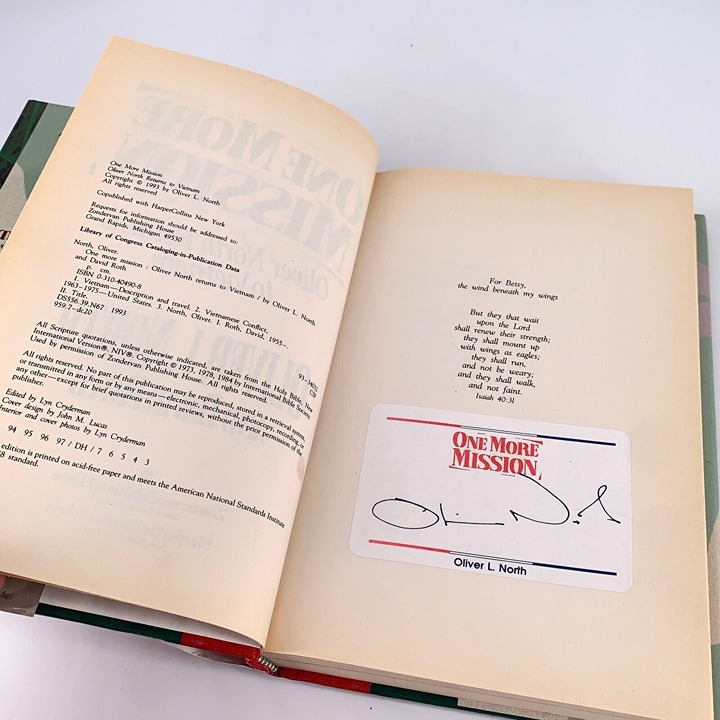 One More Mission
Oliver North Returns to Vietnam
Copyright © 1993 by Oliver L. North
All rights reserved
Copublished with HarperCollins New York
Requests for information should be addressed to:
Zondervan Publishing House
Grand Rapids, Michigan 49530
Library of Congress Cataloging-in-Publication Data
North, Oliver.
One more mission : Oliver North returns to Vietnam / by Oliver L. North
and David Roth
p. cm.
ISBN 0-310-40490-8
1. Vietnam—Description and travel. 2. Vietnamese Conflict,
1963–1975—United States. 3. North, Oliver. I. Roth, David, 1955–
II. Title.
DS556.39.N67 1993
959.7–dc20
CIP
All Scripture quotations, unless otherwise indicated, are taken from the Holy Bible, New
International Version®, NIV®. Copyright © 1973, 1978, 1984 by International Bible Society.
Used by permission of Zondervan Publishing House. All rights reserved.
All rights reserved. No part of this publication may be reproduced, stored in a retrieval system,
or transmitted in any form or by any means—electronic, mechanical, photocopy, recording, or
any other—except for brief quotations in printed reviews, without the prior permission of the
publisher.
Edited by Lyn Cryderman
Cover design by John M. Lucas
Interior and cover photos by Lyn Cryderman
94 95 96 97 / DH / 7 6 5 4 3
edition is printed on acid-free paper and meets the American National Standards Institute
standard.
For Betsy,
the wind beneath my wings
But they that wait
upon the Lord
shall renew their strength;
they shall mount up
with wings as eagles;
they shall run,
and not be weary;
and they shall walk,
and not faint.
Isaiah 40:31
ONE MORE
MISSION
Oliver L. North